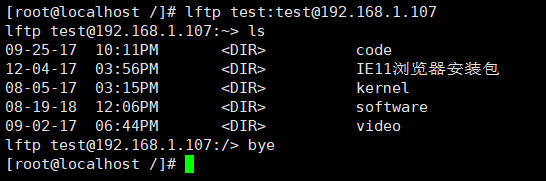 [root@localhost /]# lftp test:test@192.168.1.107
lftp test@192.168.1.107:~> ls
09-25-17  10:11PM       <DIR>          code
12-04-17  03:56PM       <DIR>          IE11浏览器安装包
08-05-17  03:15PM       <DIR>          kernel
08-19-18  12:06PM       <DIR>          software
09-02-17  06:44PM       <DIR>          video
lftp test@192.168.1.107:/> bye
[root@localhost /]#